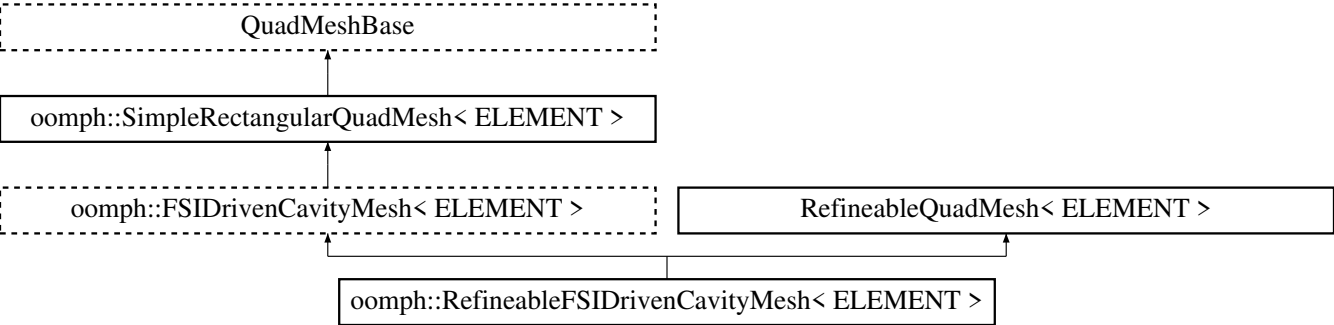 QuadMeshBase
oomph::SimpleRectangularQuadMesh< ELEMENT >
oomph::FSIDrivenCavityMesh< ELEMENT >
RefineableQuadMesh< ELEMENT >
oomph::RefineableFSIDrivenCavityMesh< ELEMENT >